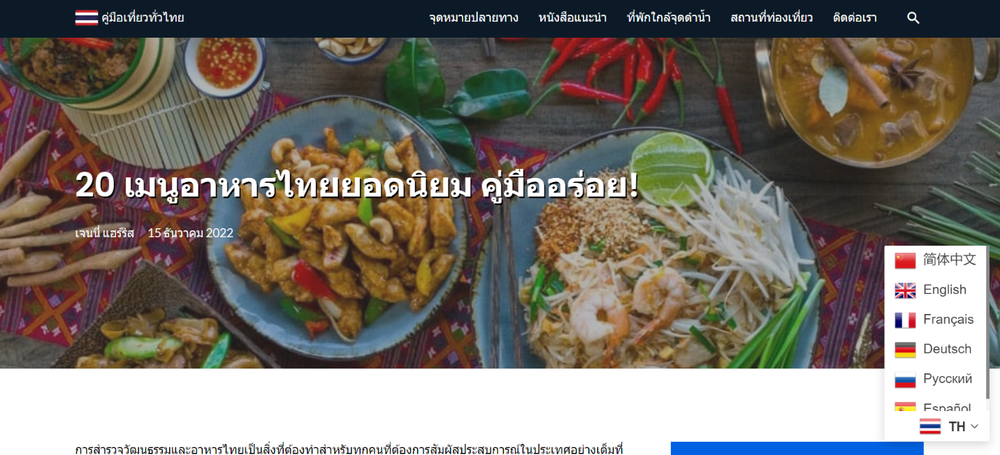 คู่มือเที่ยวทั่วไทย
จุดหมายปลายทาง หนังสือแนะนำ ที่พักใกล้จุดดำน้ำ สถานที่ท่องเที่ยว ติดต่อเรา
20 เมนูอาหารไทยยอดนิยม คู่มืออร่อย!
เจนนี่ แฮร์ริส 15 ธันวาคม 2022
简体中文
English
Français
Deutsch
Русский
Español
TH
การสำรวจวัฒนธรรมและอาหารไทยเป็นสิ่งที่ต้องทำสำหรับทุกคนที่ต้องการสัมผัสประสบการณ์ในประเทศอย่างเต็มที่